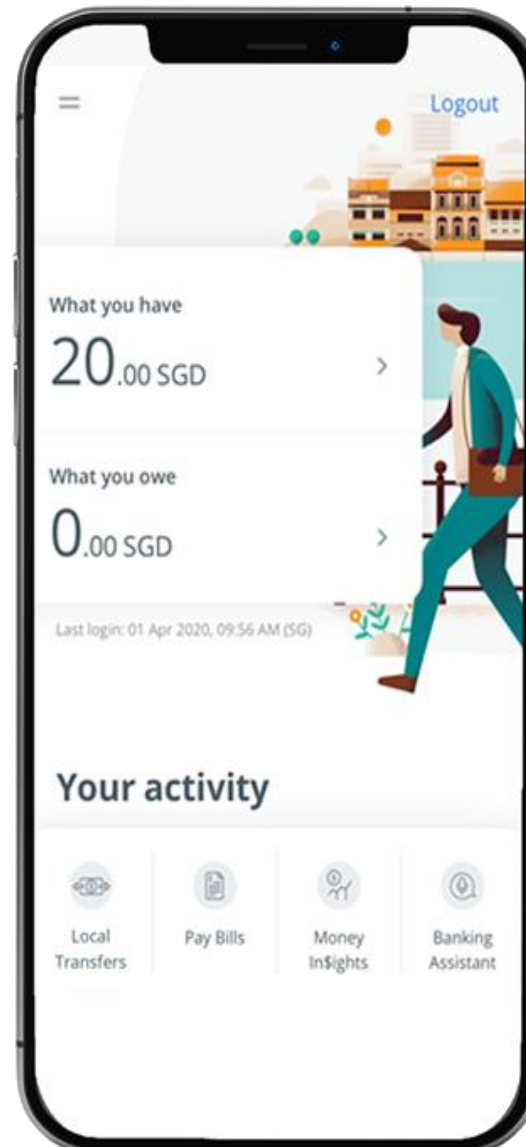 Logout
What you have
20.00 SGD
What you owe
0.00 SGD
Last login: 01 Apr 2020, 09:56 AM (SG)
Your activity
Local
Transfers
Pay Bills
Money
In$ights
Banking
Assistant